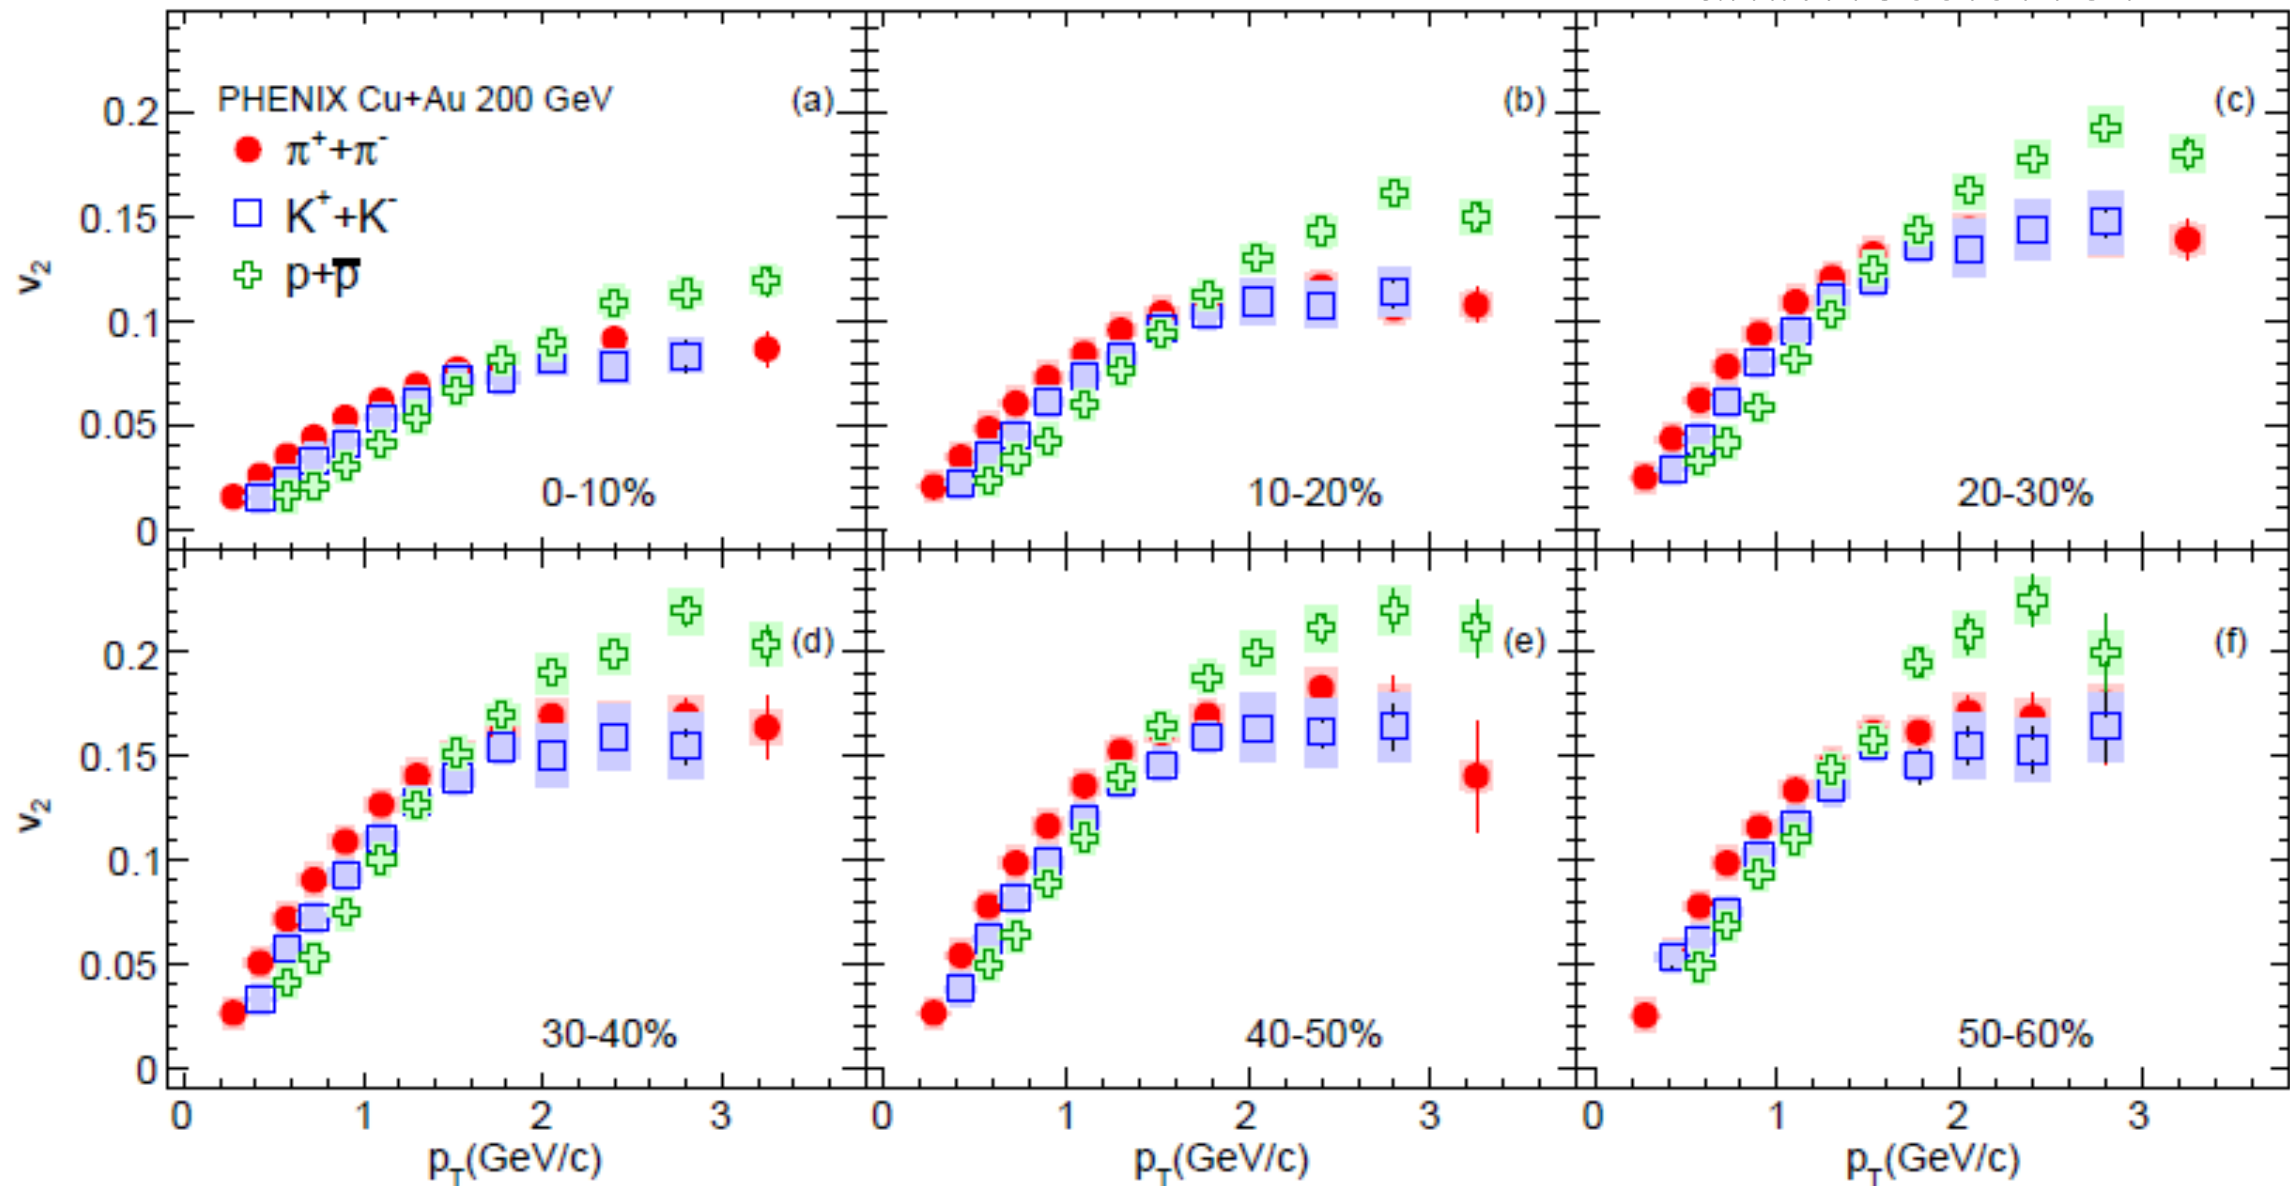 PHENIX Cu+Au 200 GeV
(a)
(b)
(c)
π⁺+π⁻
K⁺+K⁻
p+p̅
v₂
0.2
0.15
0.1
0.05
0
0-10%
10-20%
20-30%
(d)
(e)
(f)
v₂
0.2
0.15
0.1
0.05
0
30-40%
40-50%
50-60%
0 1 2 3 0 1 2 3 0 1 2 3
p_T(GeV/c) p_T(GeV/c) p_T(GeV/c)